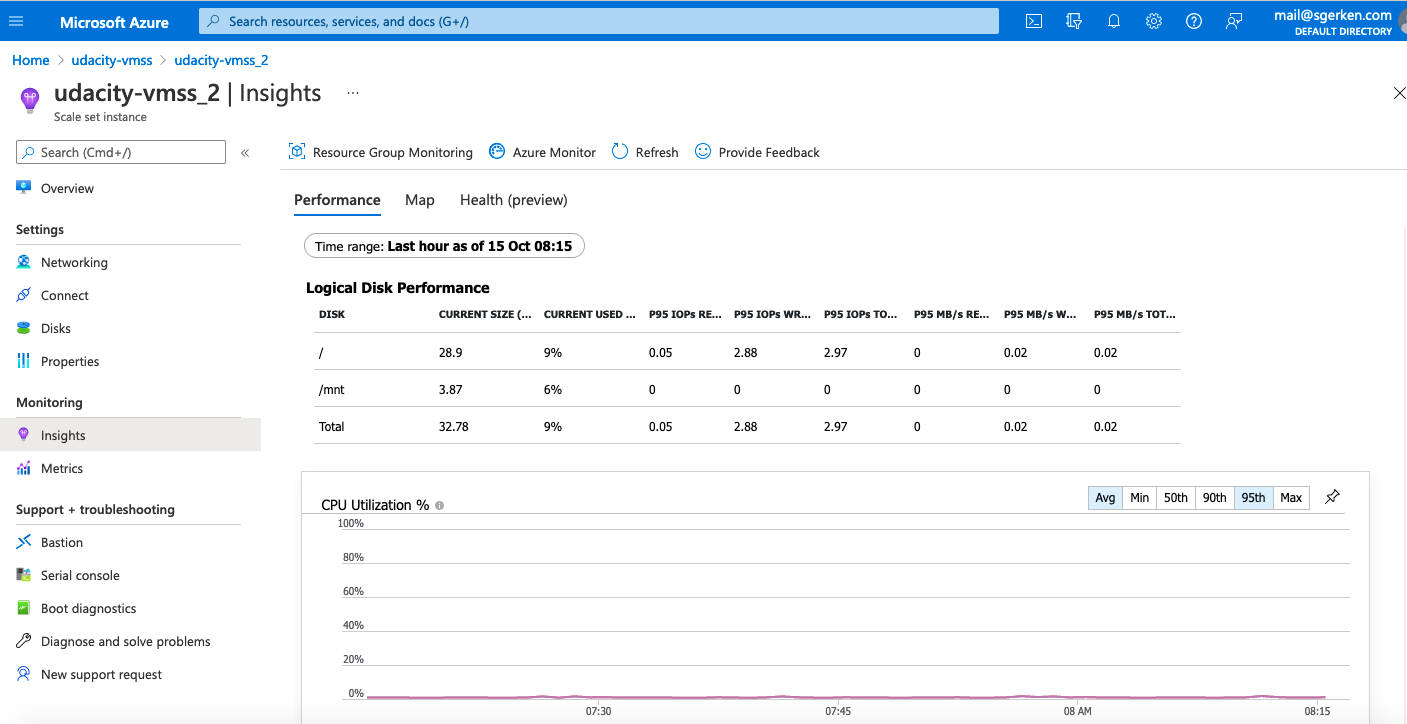 Microsoft Azure
Search resources, services, and docs (G+/)
mail@sgerken.com
DEFAULT DIRECTORY
Home > udacity-vmss > udacity-vmss_2
udacity-vmss_2 | Insights ...
Scale set instance
Search (Cmd+/) «
Overview
Settings
Networking
Connect
Disks
Properties
Monitoring
Insights
Metrics
Support + troubleshooting
Bastion
Serial console
Boot diagnostics
Diagnose and solve problems
New support request
Resource Group Monitoring Azure Monitor Refresh Provide Feedback
Performance Map Health (preview)
Time range: Last hour as of 15 Oct 08:15
Logical Disk Performance
DISK CURRENT SIZE (... CURRENT USED ... P95 IOPs RE... P95 IOPs WR... P95 IOPs TO... P95 MB/s RE... P95 MB/s W... P95 MB/s TOT...
/ 28.9 9% 0.05 2.88 2.97 0 0.02 0.02
/mnt 3.87 6% 0 0 0 0 0 0
Total 32.78 9% 0.05 2.88 2.97 0 0.02 0.02
CPU Utilization %
Avg Min 50th 90th 95th Max
100%
80%
60%
40%
20%
0%
07:30 07:45 08 AM 08:15